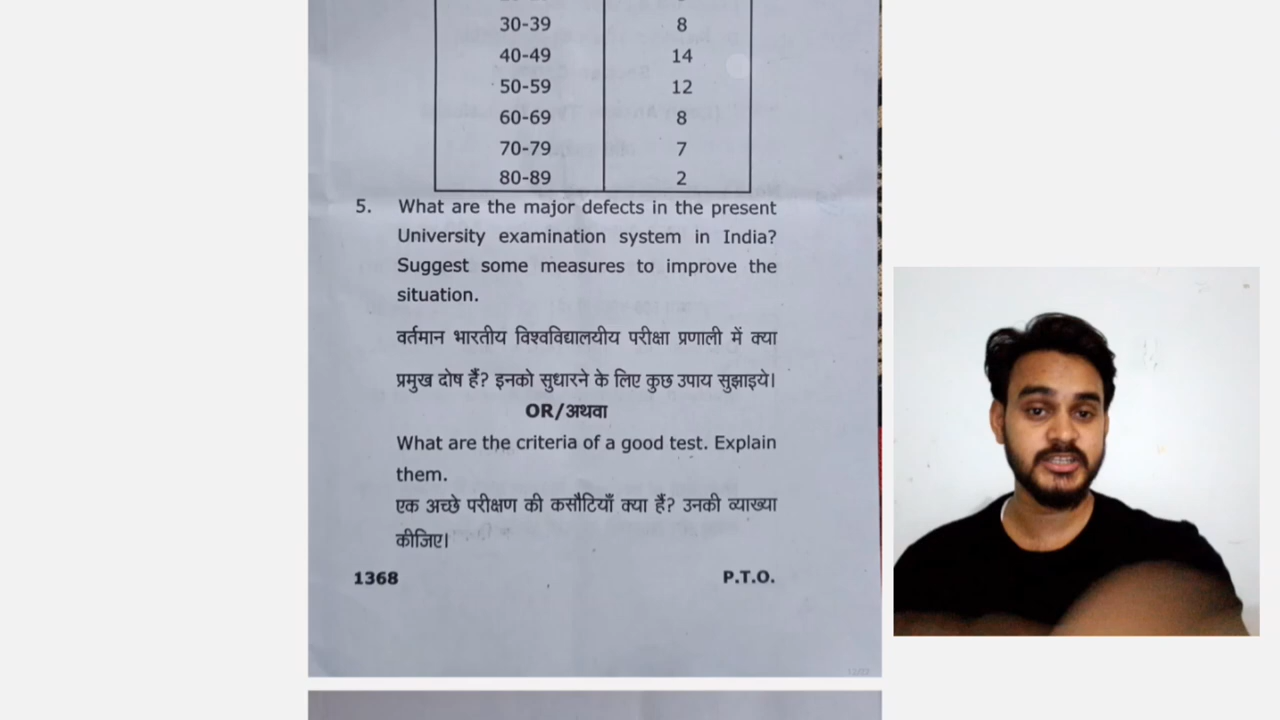 30-39 8
40-49 14
50-59 12
60-69 8
70-79 7
80-89 2
5. What are the major defects in the present
University examination system in India?
Suggest some measures to improve the
situation.
वर्तमान भारतीय विश्वविद्यालयीय परीक्षा प्रणाली में क्या
प्रमुख दोष हैं? इनको सुधारने के लिए कुछ उपाय सुझाइये।
OR/अथवा
What are the criteria of a good test. Explain
them.
एक अच्छे परीक्षण की कसौटियाँ क्या हैं? उनकी व्याख्या
कीजिए।
1368 P.T.O.